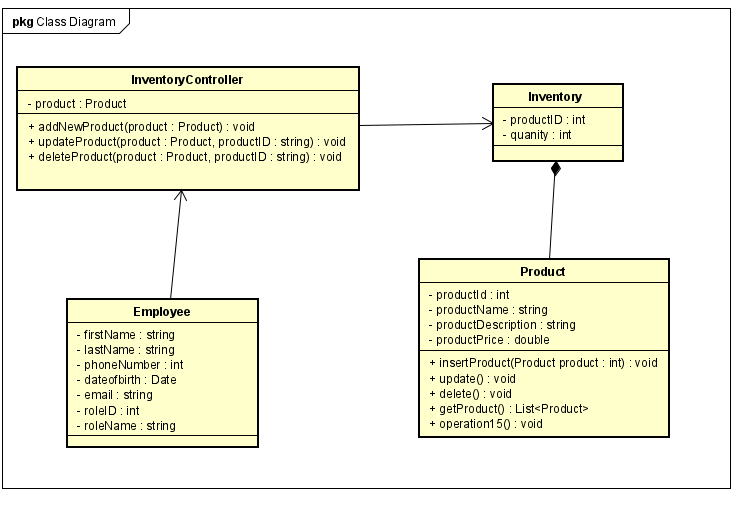 pkg Class Diagram
InventoryController
- product : Product
+ addNewProduct(product : Product) : void
+ updateProduct(product : Product, productID : string) : void
+ deleteProduct(product : Product, productID : string) : void
Inventory
- productID : int
- quanity : int
Employee
- firstName : string
- lastName : string
- phoneNumber : int
- dateofbirth : Date
- email : string
- roleID : int
- roleName : string
Product
- productId : int
- productName : string
- productDescription : string
- productPrice : double
+ insertProduct(Product product : int) : void
+ update() : void
+ delete() : void
+ getProduct() : List<Product>
+ operation15() : void